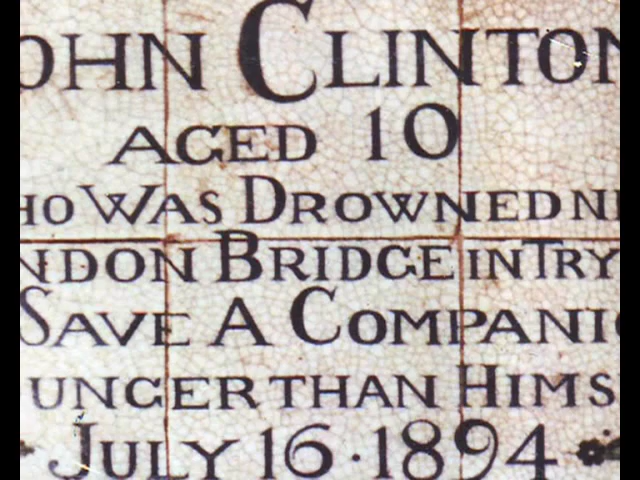 OHN CLINTON
AGED 10
HO WAS DROWNED N
NDON BRIDGE IN TRY
SAVE A COMPANI
UNGER THAN HIMS
JULY 16 · 1894